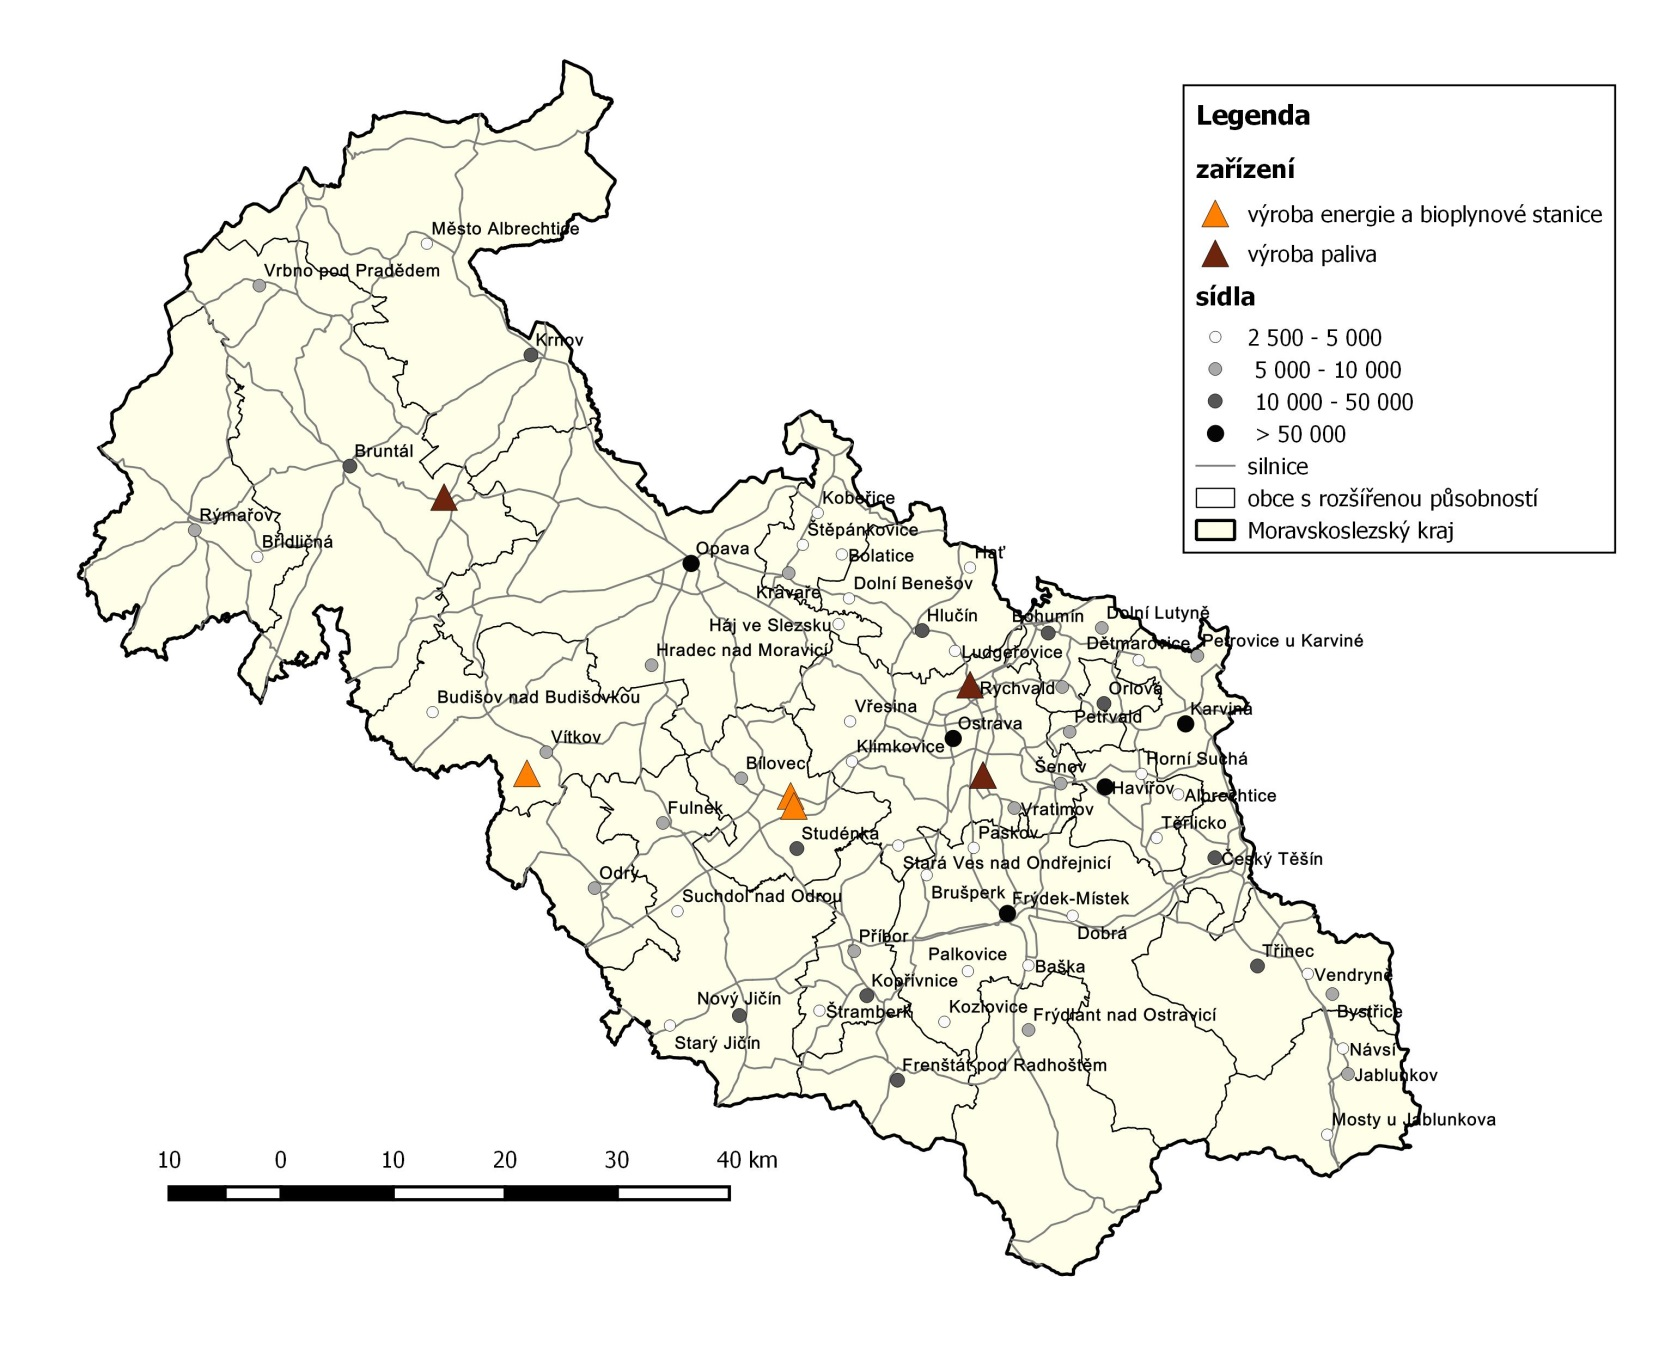 Legenda
zařízení
výroba energie a bioplynové stanice
výroba paliva
sídla
2 500 - 5 000
5 000 - 10 000
10 000 - 50 000
> 50 000
silnice
obce s rozšířenou působností
Moravskoslezský kraj
Město Albrechtice
Vrbno pod Pradědem
Krnov
Bruntál
Rýmařov
Břidličná
Kobeřice
Štěpánkovice
Bolatice
Opava
Hať
Kravaře
Dolní Benešov
Háj ve Slezsku
Hlučín
Bohumín
Dolní Lutyně
Hradec nad Moravicí
Ludgeřovice
Dětmarovice
Petrovice u Karviné
Budišov nad Budišovkou
Rychvald
Orlová
Vřesina
Ostrava
Petřvald
Karviná
Vítkov
Klimkovice
Bílovec
Šenov
Horní Suchá
Havířov
Albrechtice
Fulnek
Vratimov
Studénka
Paskov
Těrlicko
Stará Ves nad Ondřejnicí
Český Těšín
Odry
Suchdol nad Odrou
Brušperk
Frýdek-Místek
Dobrá
Příbor
Palkovice
Baška
Třinec
Vendryně
Kopřivnice
Nový Jičín
Štramberk
Kozlovice
Frýdlant nad Ostravicí
Bystřice
Starý Jičín
Návsí
Frenštát pod Radhoštěm
Jablunkov
Mosty u Jablunkova
10 0 10 20 30 40 km